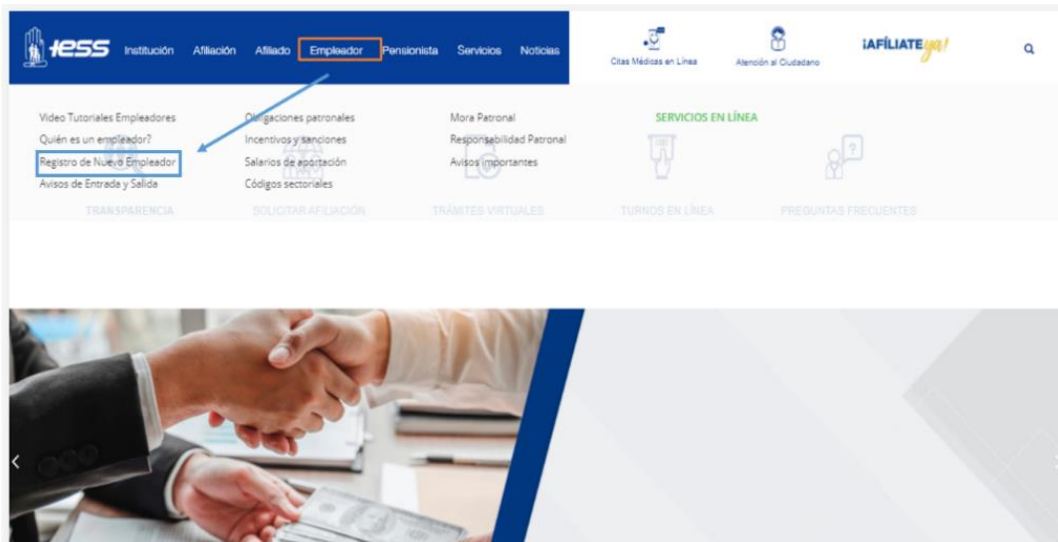 iess
Institución Afiliación Afiliado Empleador Pensionista Servicios Noticias
Citas Médicas en Línea
Atención al Ciudadano
¡AFÍLIATE ya!
Video Tutoriales Empleadores
Quién es un empleador?
Registro de Nuevo Empleador
Avisos de Entrada y Salida
Obligaciones patronales
Incentivos y sanciones
Salarios de aportación
Códigos sectoriales
Mora Patronal
Responsabilidad Patronal
Avisos importantes
SERVICIOS EN LÍNEA
TRANSPARENCIA
SOLICITAR AFILIACIÓN
TRÁMITES VIRTUALES
TURNOS EN LÍNEA
PREGUNTAS FRECUENTES